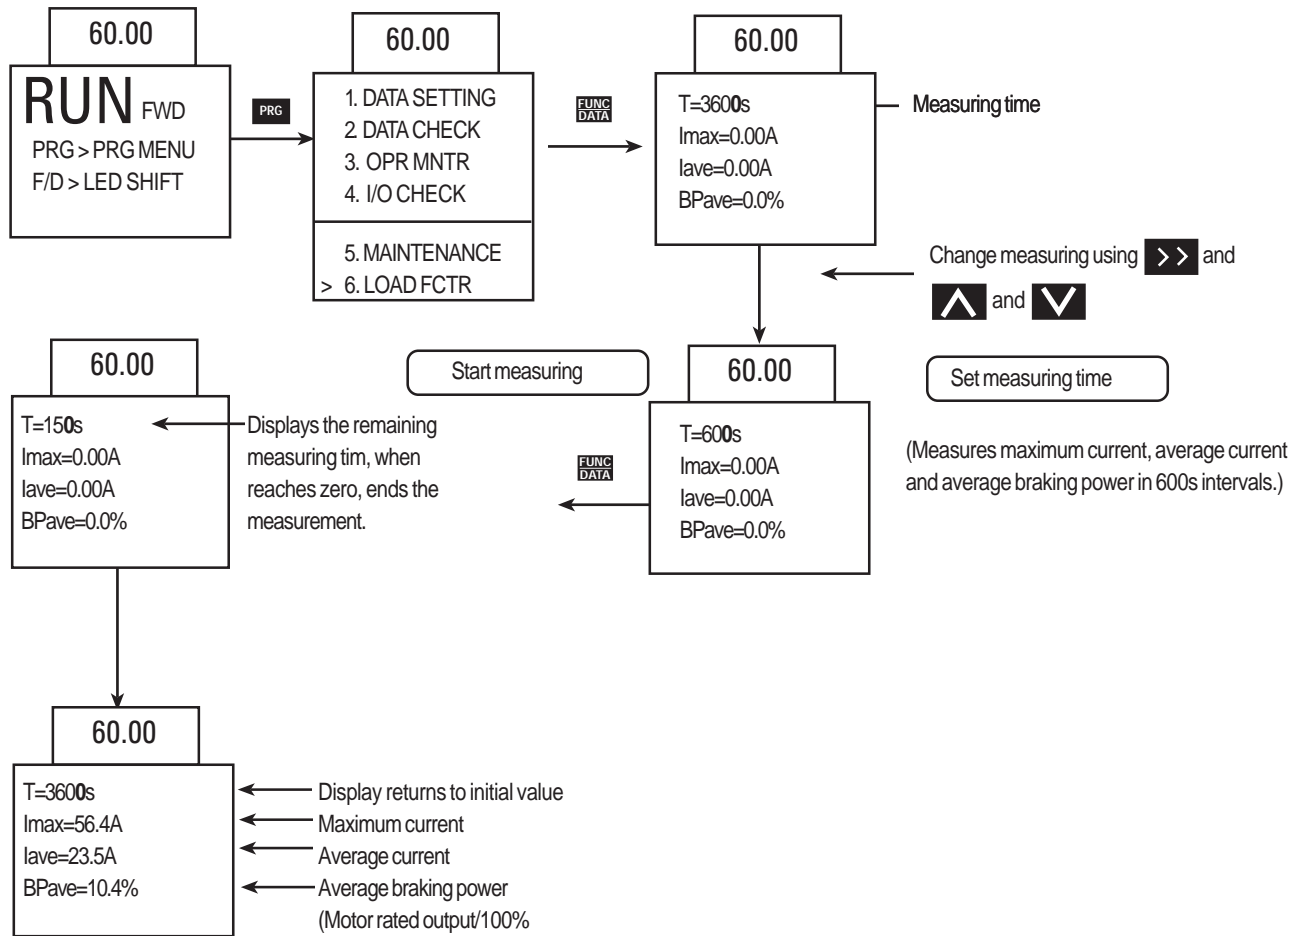 60.00
RUN FWD
PRG > PRG MENU
F/D > LED SHIFT
PRG
60.00
1. DATA SETTING
2. DATA CHECK
3. OPR MNTR
4. I/O CHECK
5. MAINTENANCE
> 6. LOAD FCTR
FUNC
DATA
60.00
T=3600s
Imax=0.00A
Iave=0.00A
BPave=0.0%
Measuring time
Change measuring using >> and
∧ and ∨
Set measuring time
(Measures maximum current, average current
and average braking power in 600s intervals.)
60.00
T=600s
Imax=0.00A
Iave=0.00A
BPave=0.0%
Start measuring
FUNC
DATA
60.00
T=150s
Imax=0.00A
Iave=0.00A
BPave=0.0%
Displays the remaining
measuring tim, when
reaches zero, ends the
measurement.
60.00
T=3600s
Imax=56.4A
Iave=23.5A
BPave=10.4%
Display returns to initial value
Maximum current
Average current
Average braking power
(Motor rated output/100%